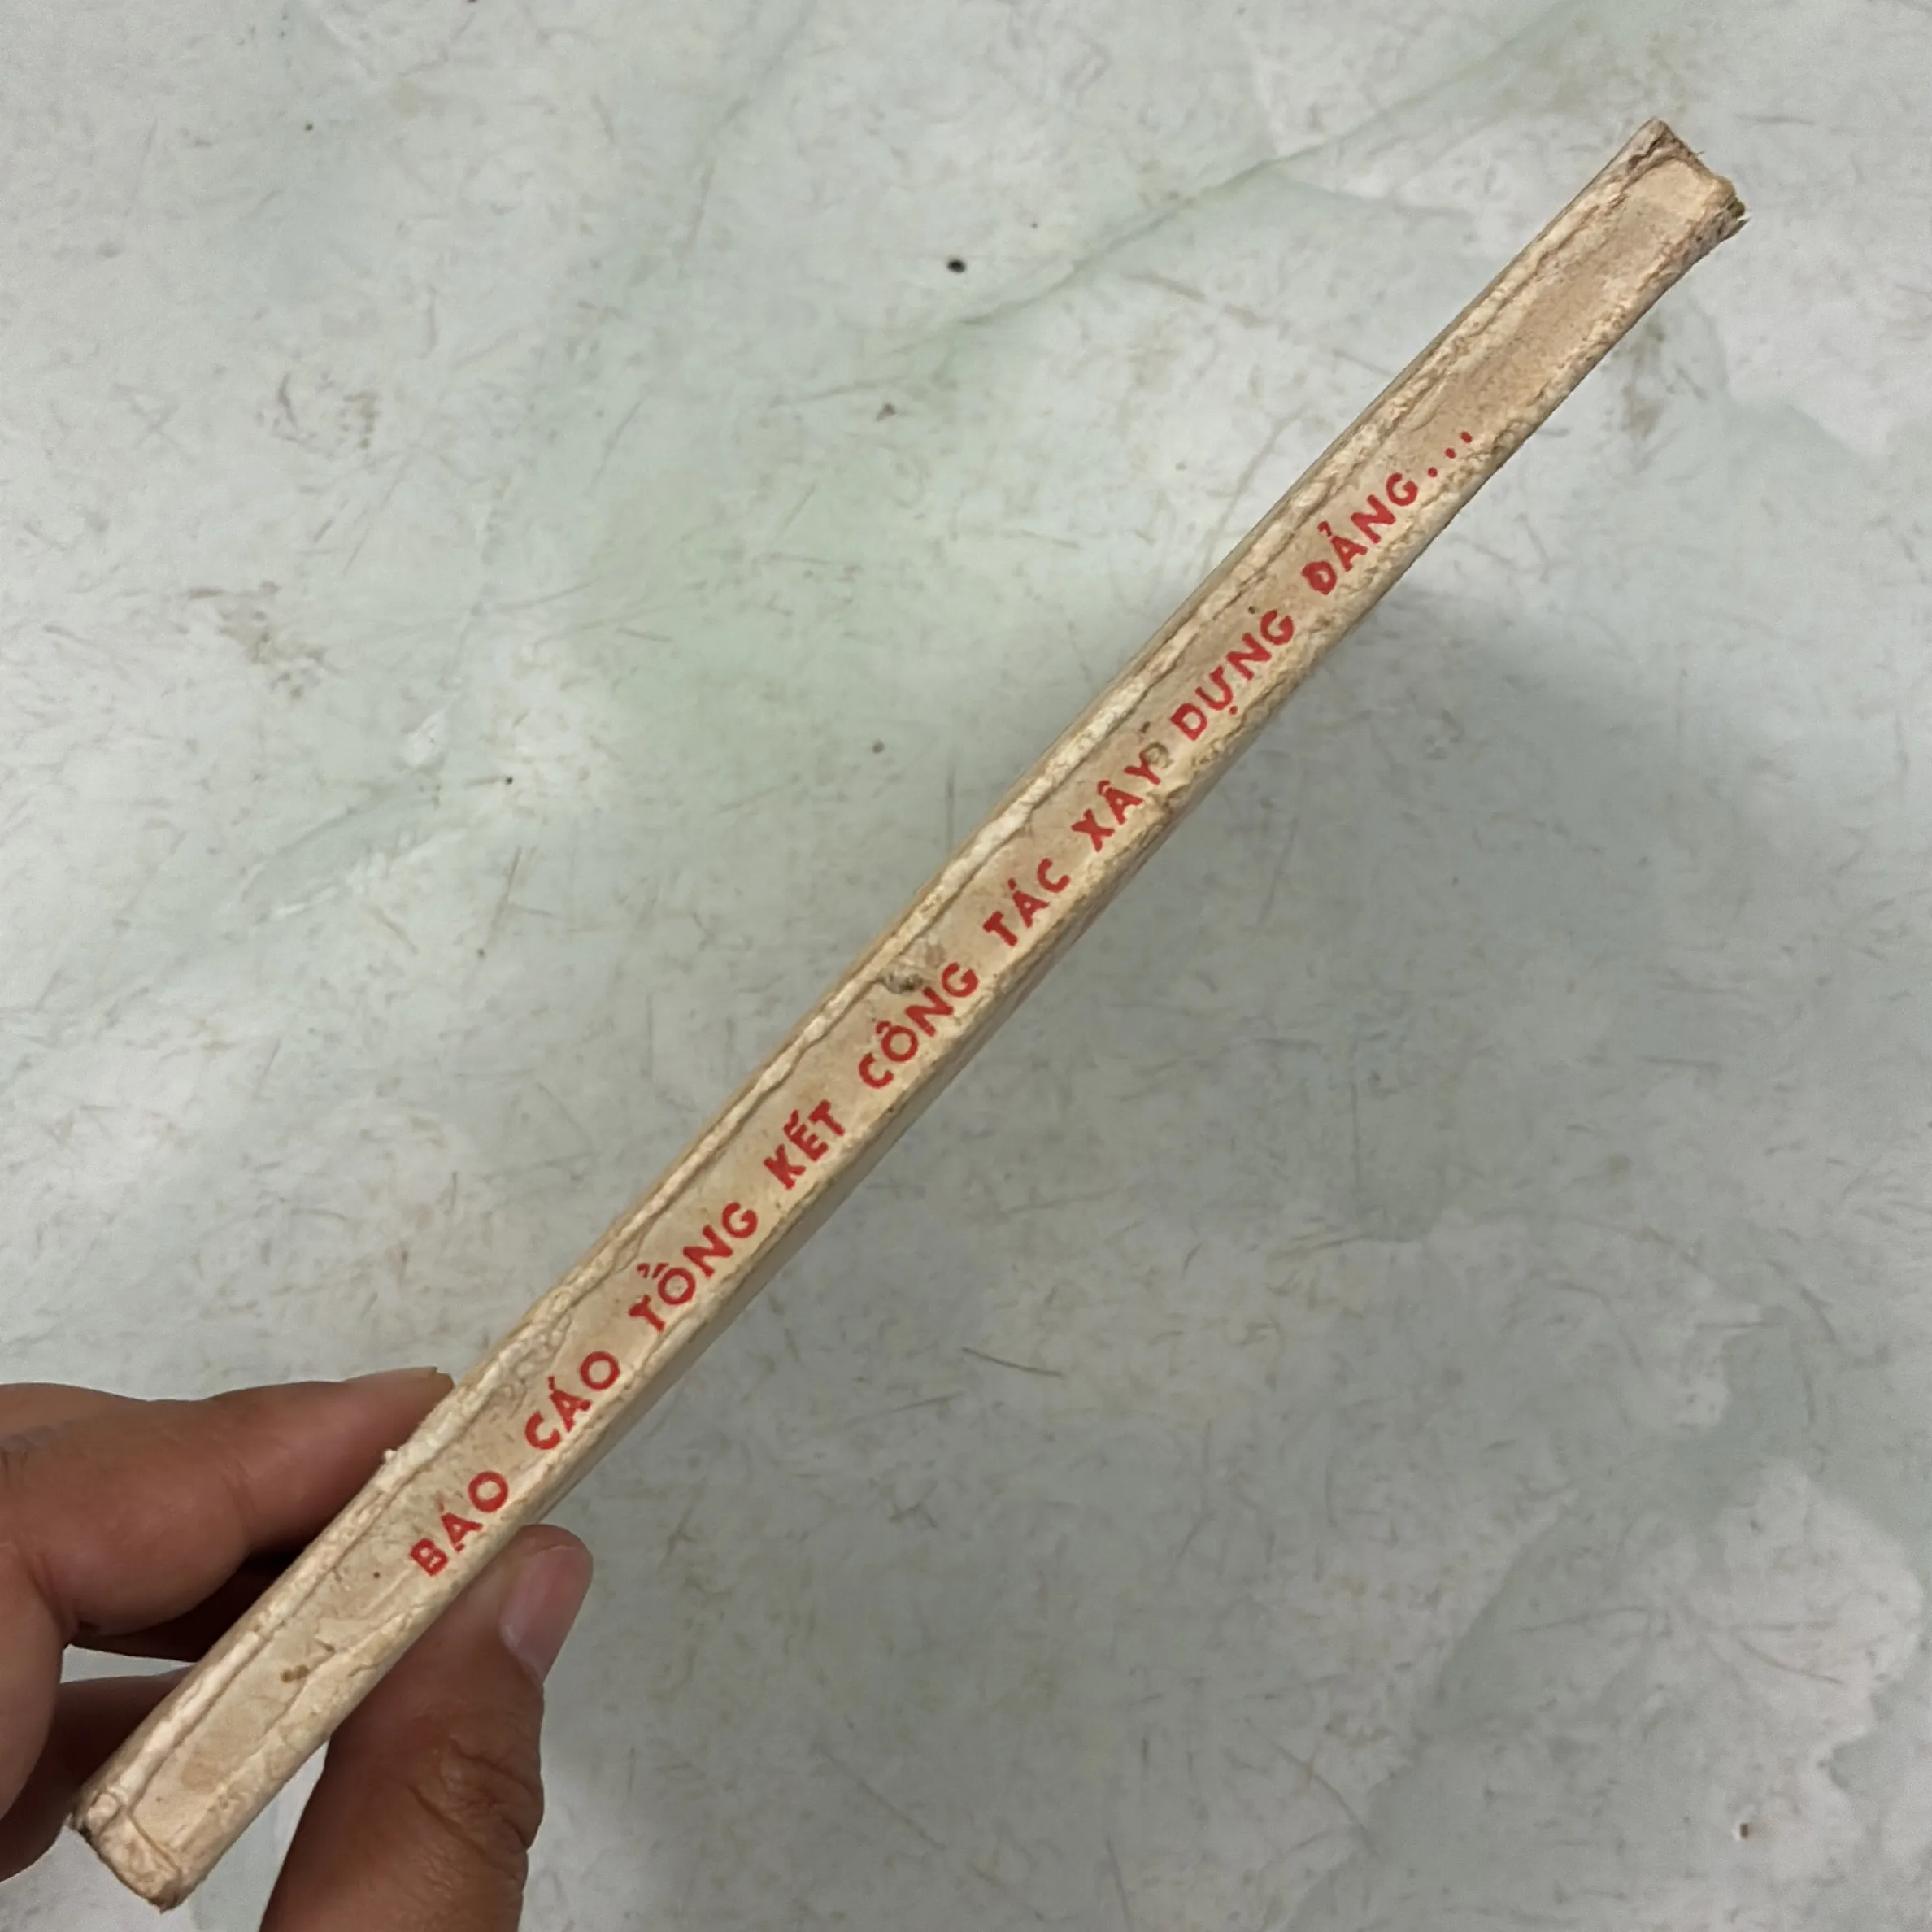 BÁO CÁO TỔNG KẾT CÔNG TÁC XÂY DỰNG ĐẢNG...